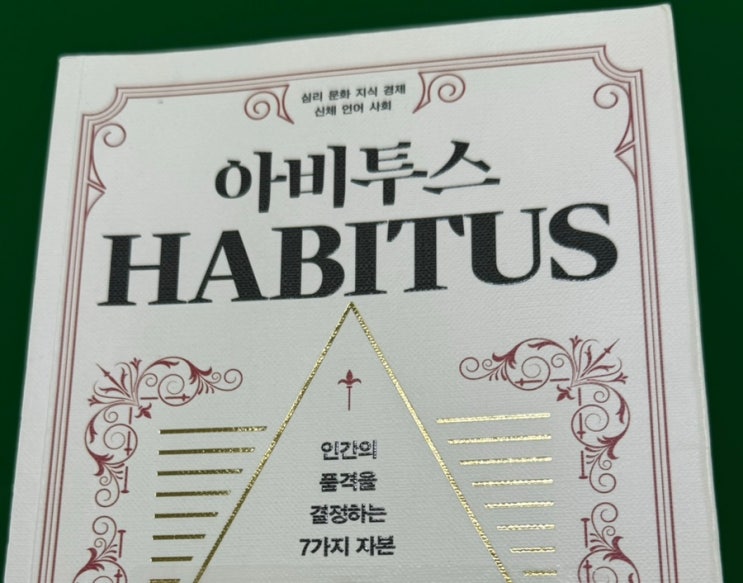 심리 문화 지식 경제
신체 언어 사회
아비투스
HABITUS
인간의
품격을
결정하는
7가지 자본